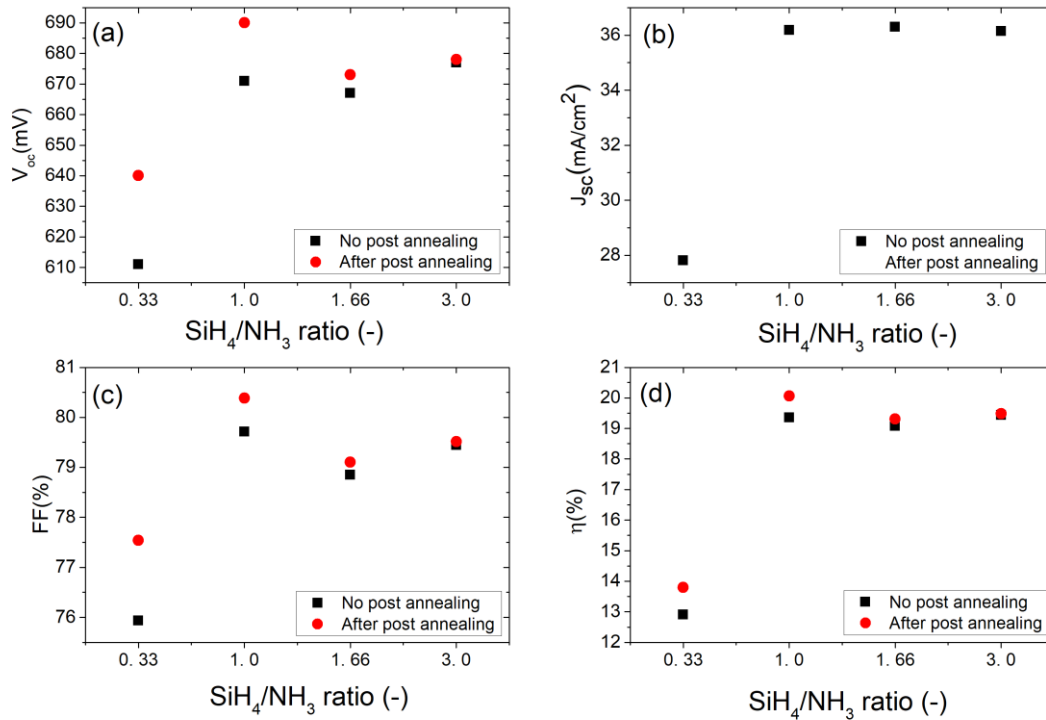 (a)
690
680
670
660
650
640
630
620
610
V_oc(mV)
No post annealing
After post annealing
0. 33
1. 0
1. 66
3. 0
SiH₄/NH₃ ratio (-)
(b)
36
34
32
30
28
J_SC(mA/cm²)
No post annealing
After post annealing
0. 33
1. 0
1. 66
3. 0
SiH₄/NH₃ ratio (-)
(c)
81
80
79
78
77
76
FF(%)
No post annealing
After post annealing
0. 33
1. 0
1. 66
3. 0
SiH₄/NH₃ ratio (-)
(d)
21
20
19
18
17
16
15
14
13
12
η(%)
No post annealing
After post annealing
0. 33
1. 0
1. 66
3. 0
SiH₄/NH₃ ratio (-)